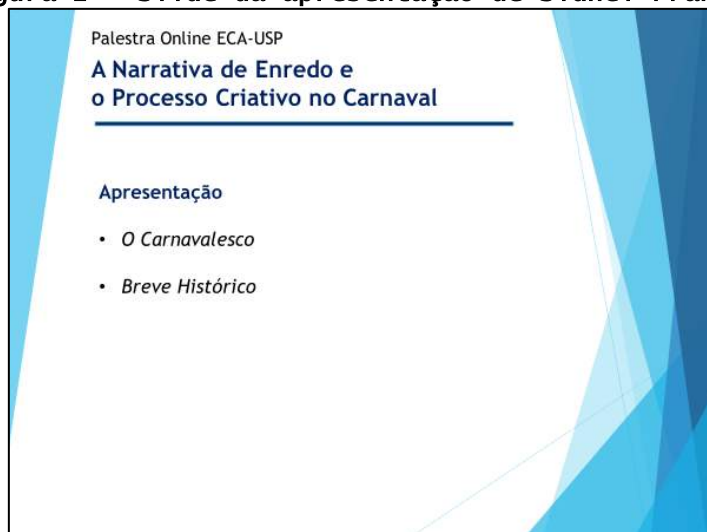 Palestra Online ECA-USP
A Narrativa de Enredo e
o Processo Criativo no Carnaval
Apresentação
• O Carnavalesco
• Breve Histórico